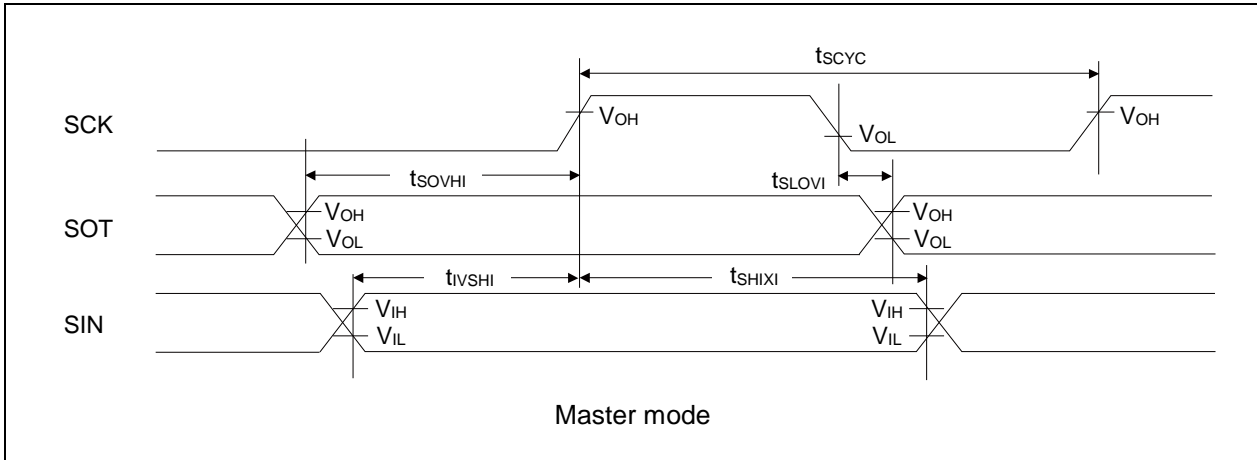 tSCYC
SCK
VOH
VOL
VOH
tSOVHI
tSLOVI
SOT
VOH
VOL
VOH
VOL
tIVSHI
tSHIXI
SIN
VIH
VIL
VIH
VIL
Master mode